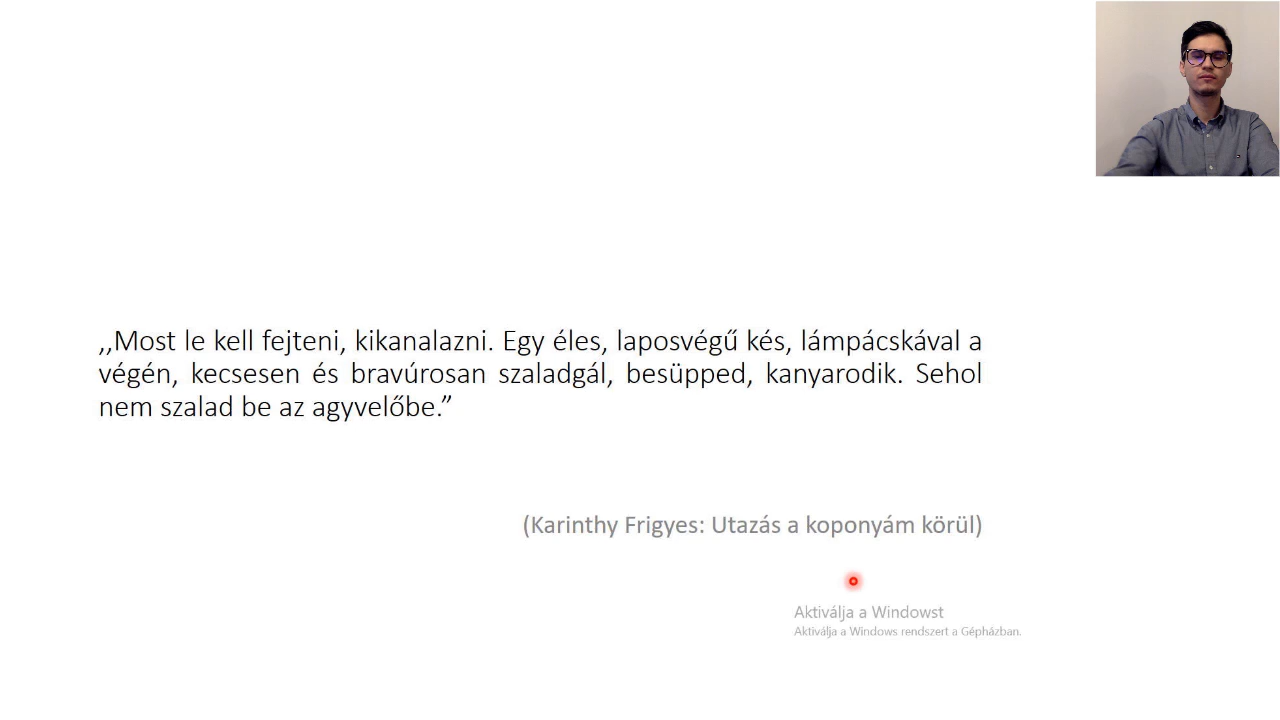 ,,Most le kell fejteni, kikanalazni. Egy éles, laposvégű kés, lámpácskával a
végén, kecsesen és bravúrosan szaladgál, besüpped, kanyarodik. Sehol
nem szalad be az agyvelőbe.”
(Karinthy Frigyes: Utazás a koponyám körül)
Aktiválja a Windowst
Aktiválja a Windows rendszert a Gépházban.